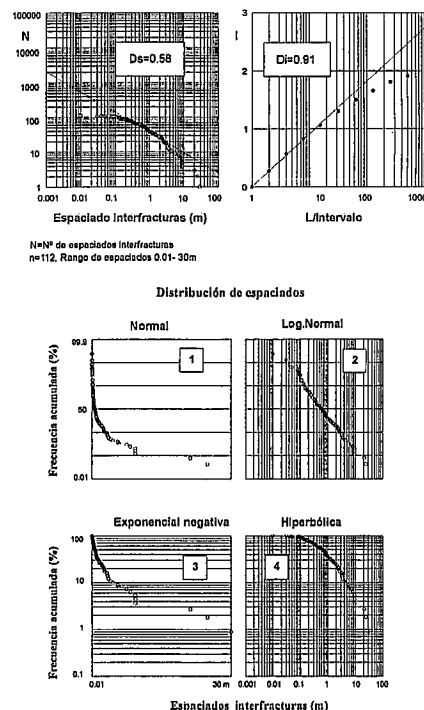 100000
N
10000
1000
100
10
1
0.001
0.01
0.1
1
10
100
Ds=0.58
Espaciado Interfracturas (m)
3
2
1
0
1
10
100
1000
Di=0.91
L/Intervalo
N=Nº de espaciados Interfracturas
n=112, Rango de espaciados 0.01- 30m
Distribución de espaciados
Normal
Log.Normal
Frecuencia acumulada (%)
99.9
50
0.01
1
2
Exponencial negativa
Hiperbólica
Frecuencia acumulada (%)
100
10
1
0.1
3
4
0.01
30 m
0.001 0.01 0.1 1 10 100
Espaciados interfracturas (m)